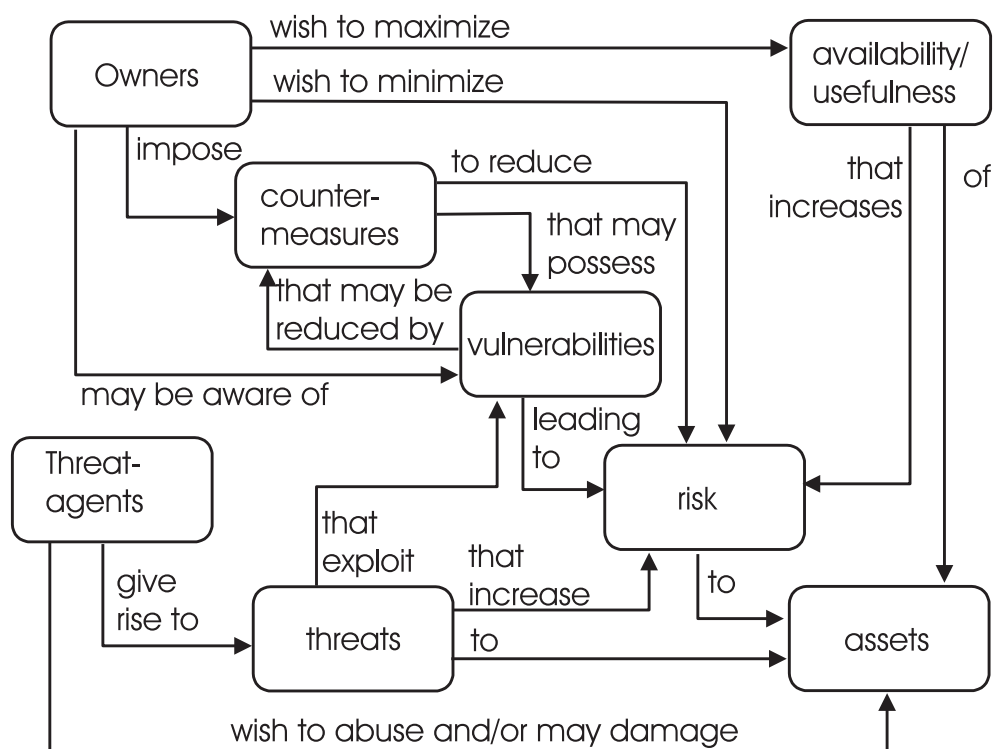 wish to maximize
Owners
availability/
usefulness
wish to minimize
impose
to reduce
that
increases
of
counter-
measures
that may
possess
that may be
reduced by
vulnerabilities
may be aware of
leading
to
Threat-
agents
risk
that
exploit
that
increase
give
rise to
to
threats
to
assets
wish to abuse and/or may damage